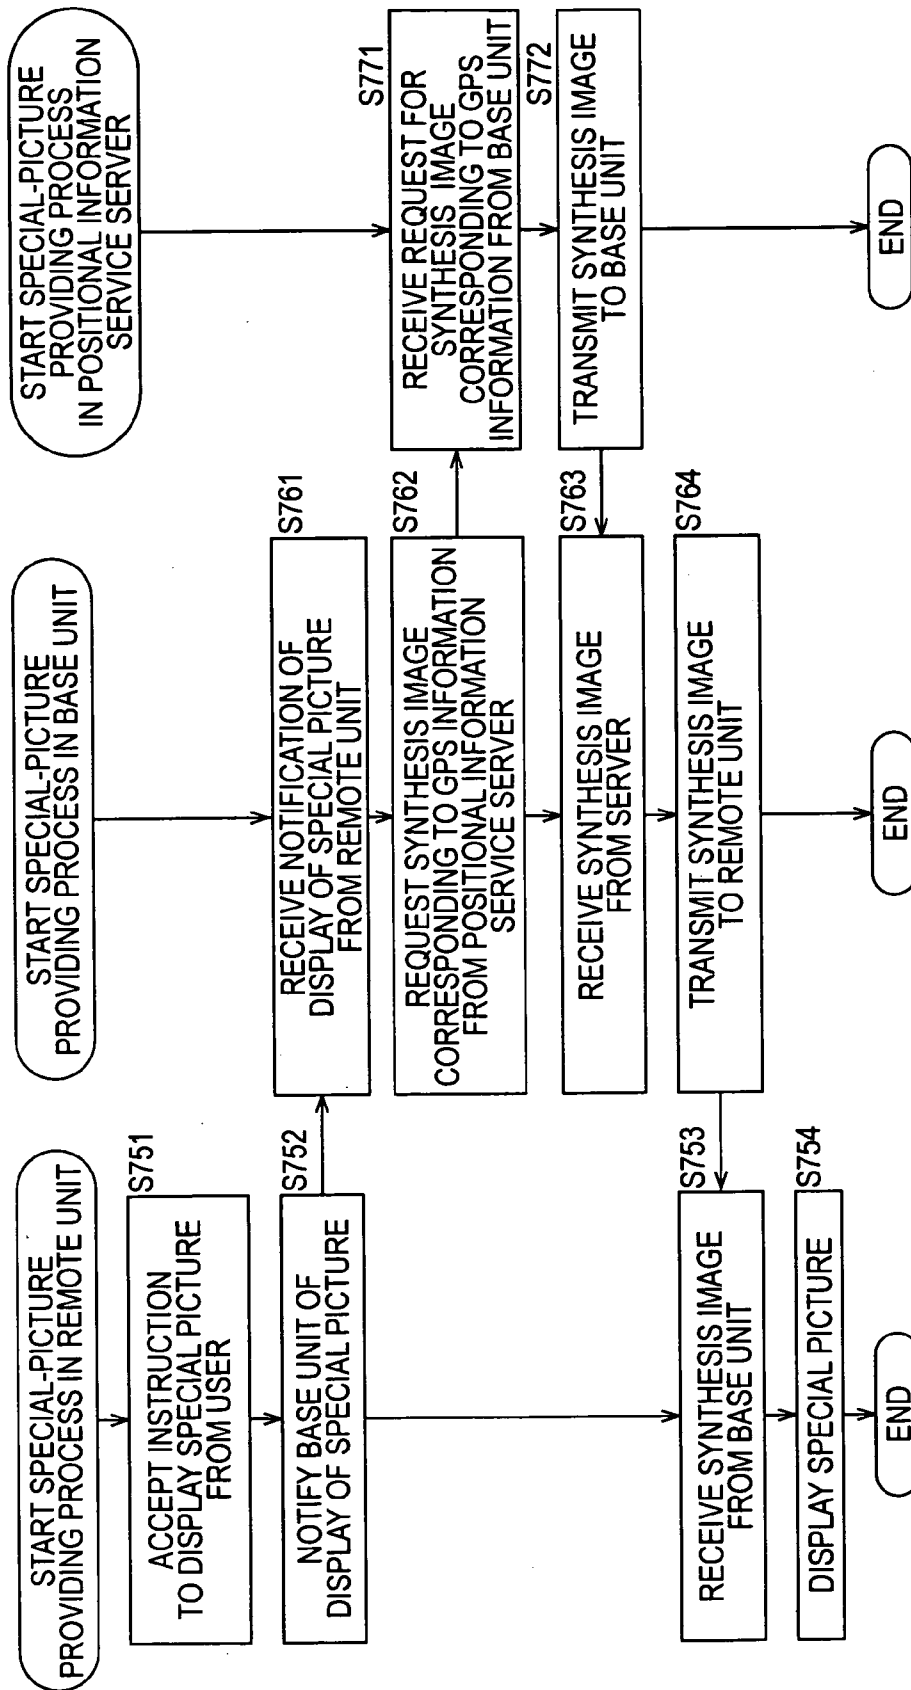 START SPECIAL-PICTURE
PROVIDING PROCESS IN REMOTE UNIT
S751
ACCEPT INSTRUCTION
TO DISPLAY SPECIAL PICTURE
FROM USER
S752
NOTIFY BASE UNIT OF
DISPLAY OF SPECIAL PICTURE
S753
RECEIVE SYNTHESIS IMAGE
FROM BASE UNIT
S754
DISPLAY SPECIAL PICTURE
END
START SPECIAL-PICTURE
PROVIDING PROCESS IN BASE UNIT
S761
RECEIVE NOTIFICATION OF
DISPLAY OF SPECIAL PICTURE
FROM REMOTE UNIT
S762
REQUEST SYNTHESIS IMAGE
CORRESPONDING TO GPS INFORMATION
FROM POSITIONAL INFORMATION
SERVICE SERVER
S763
RECEIVE SYNTHESIS IMAGE
FROM SERVER
S764
TRANSMIT SYNTHESIS IMAGE
TO REMOTE UNIT
END
START SPECIAL-PICTURE
PROVIDING PROCESS
IN POSITIONAL INFORMATION
SERVICE SERVER
S771
RECEIVE REQUEST FOR
SYNTHESIS IMAGE
CORRESPONDING TO GPS
INFORMATION FROM BASE UNIT
S772
TRANSMIT SYNTHESIS IMAGE
TO BASE UNIT
END